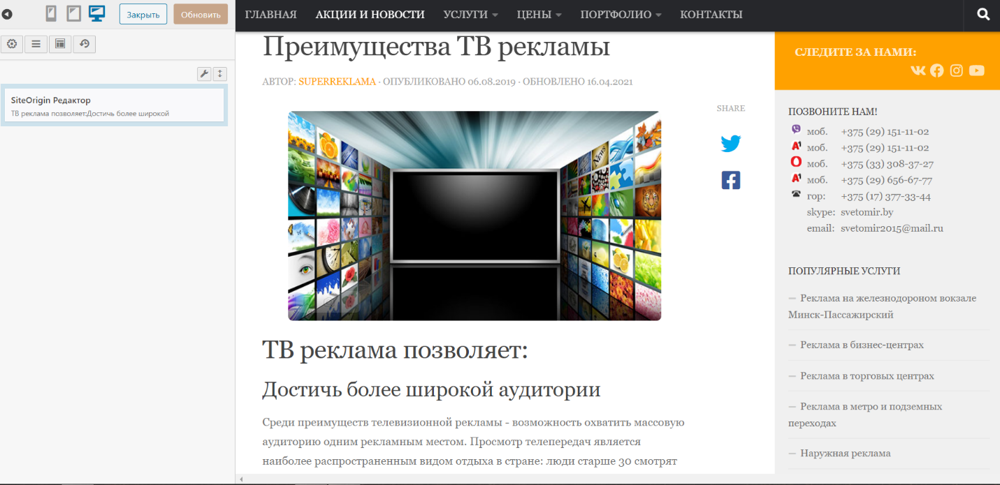 Закрыть
Обновить
SiteOrigin Редактор
ТВ реклама позволяет:Достичь более широкой
ГЛАВНАЯ
АКЦИИ И НОВОСТИ
УСЛУГИ
ЦЕНЫ
ПОРТФОЛИО
КОНТАКТЫ
Преимущества ТВ рекламы
АВТОР: SUPERREKLAMA · ОПУБЛИКОВАНО 06.08.2019 · ОБНОВЛЕНО 16.04.2021
SHARE
ТВ реклама позволяет:
Достичь более широкой аудитории
Среди преимуществ телевизионной рекламы - возможность охватить массовую
аудиторию одним рекламным местом. Просмотр телепередач является
наиболее распространенным видом отдыха в стране: люди старше 30 смотрят
СЛЕДИТЕ ЗА НАМИ:
ПОЗВОНИТЕ НАМ!
моб. +375 (29) 151-11-02
моб. +375 (29) 151-11-02
моб. +375 (33) 308-37-27
моб. +375 (29) 656-67-77
гор: +375 (17) 377-33-44
skype: svetomir.by
email: svetomir2015@mail.ru
ПОПУЛЯРНЫЕ УСЛУГИ
Реклама на железнодороном вокзале
Минск-Пассажирский
Реклама в бизнес-центрах
Реклама в торговых центрах
Реклама в метро и подземных
переходах
Наружная реклама